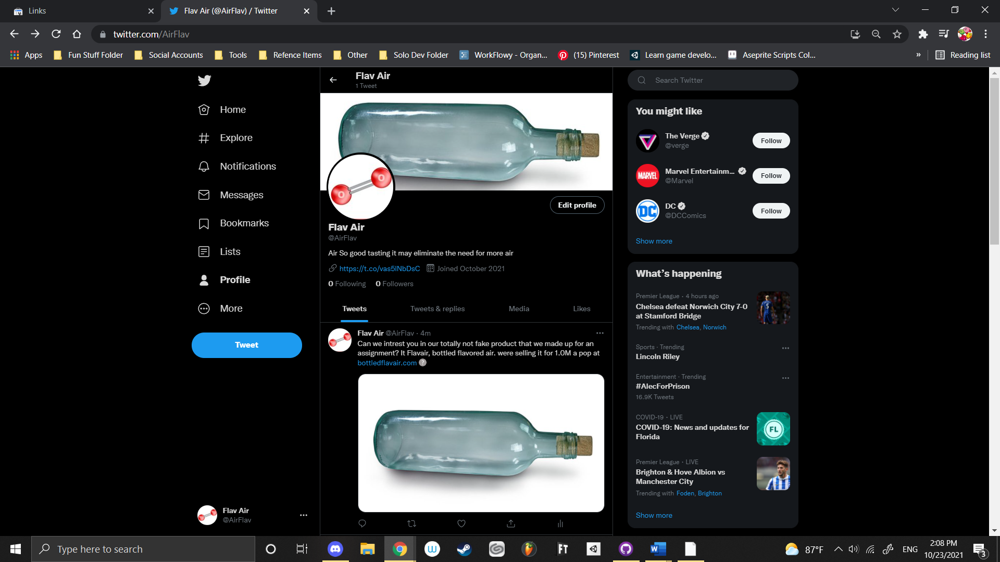 Links
Flav Air (@AirFlav) / Twitter
twitter.com/AirFlav
Apps
Fun Stuff Folder
Social Accounts
Tools
Refence Items
Other
Solo Dev Folder
WorkFlowy - Organ...
(15) Pinterest
Learn game develo...
Aseprite Scripts Col...
»
Reading list
Home
Explore
Notifications
Messages
Bookmarks
Lists
Profile
More
Tweet
Flav Air
@AirFlav
Flav Air
1 Tweet
O
O
Edit profile
Flav Air
@AirFlav
Air So good tasting it may eliminate the need for more air
https://t.co/vas5lNbDsC Joined October 2021
0 Following 0 Followers
Tweets
Tweets & replies
Media
Likes
Flav Air @AirFlav · 4m
Can we intrest you in our totally not fake product that we made up for an
assignment? It Flavair, bottled flavored air. were selling it for 1.0M a pop at
bottledflavair.com ?
Search Twitter
You might like
The Verge
@verge
Follow
MARVEL
Marvel Entertainm...
@Marvel
Follow
DC
DC
@DCComics
Follow
Show more
What's happening
Premier League · 4 hours ago
Chelsea defeat Norwich City 7-0
at Stamford Bridge
Trending with Chelsea, Norwich
5
Sports · Trending
Lincoln Riley
Entertainment · Trending
#AlecForPrison
16.9K Tweets
COVID-19 · LIVE
COVID-19: News and updates for
Florida
FL
Premier League · LIVE
Brighton & Hove Albion vs
Manchester City
Trending with Foden, Brighton
Show more
Type here to search
W
FT
W
87°F
ENG
2:08 PM
10/23/2021
3